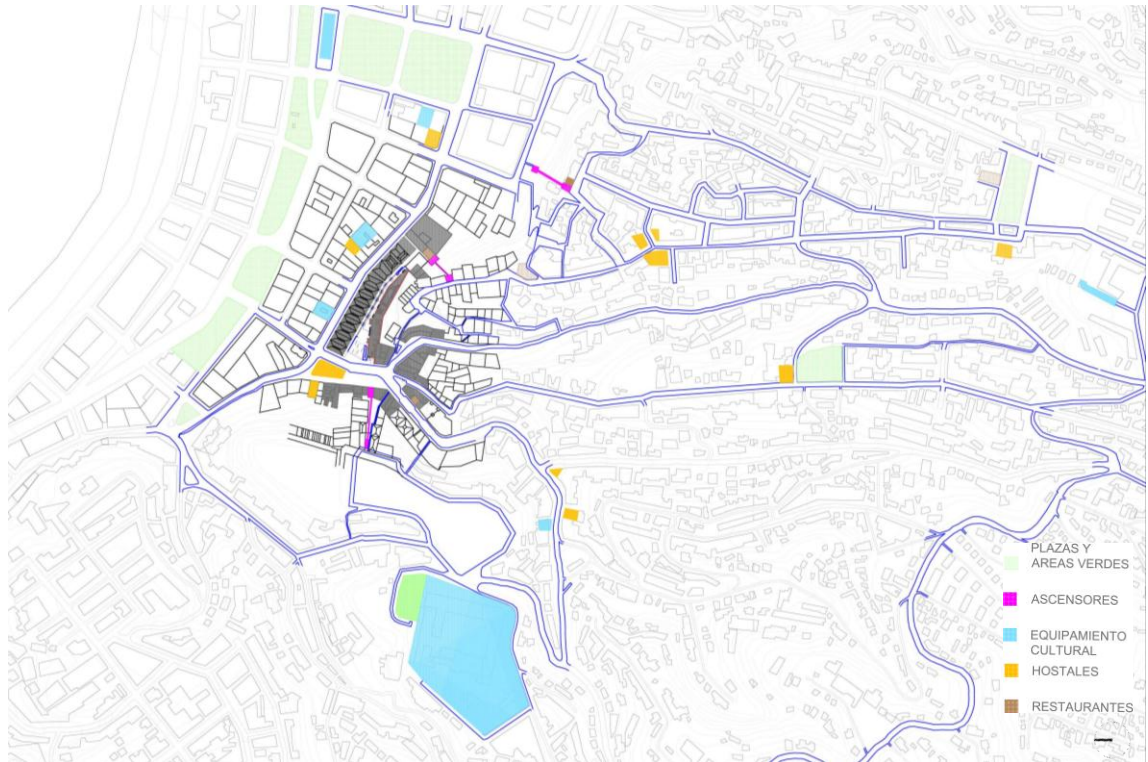 PLAZAS Y
AREAS VERDES
ASCENSORES
EQUIPAMIENTO
CULTURAL
HOSTALES
RESTAURANTES